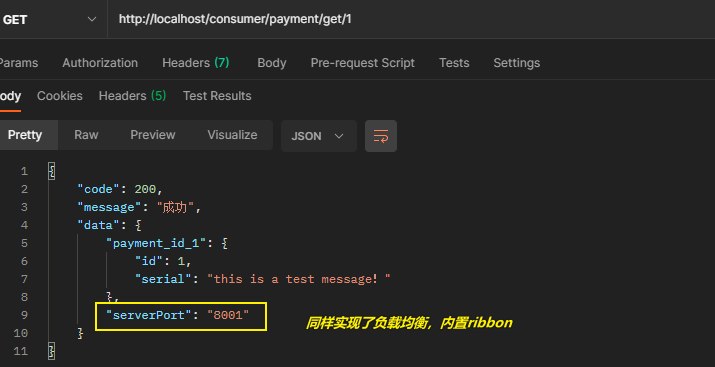 GET http://localhost/consumer/payment/get/1
Params Authorization Headers (7) Body Pre-request Script Tests Settings
ody Cookies Headers (5) Test Results
Pretty Raw Preview Visualize JSON
1 {
2 "code": 200,
3 "message": "成功",
4 "data": {
5 "payment_id_1": {
6 "id": 1,
7 "serial": "this is a test message！"
8 },
9 "serverPort": "8001" 同样实现了负载均衡，内置ribbon
10 }
11 }